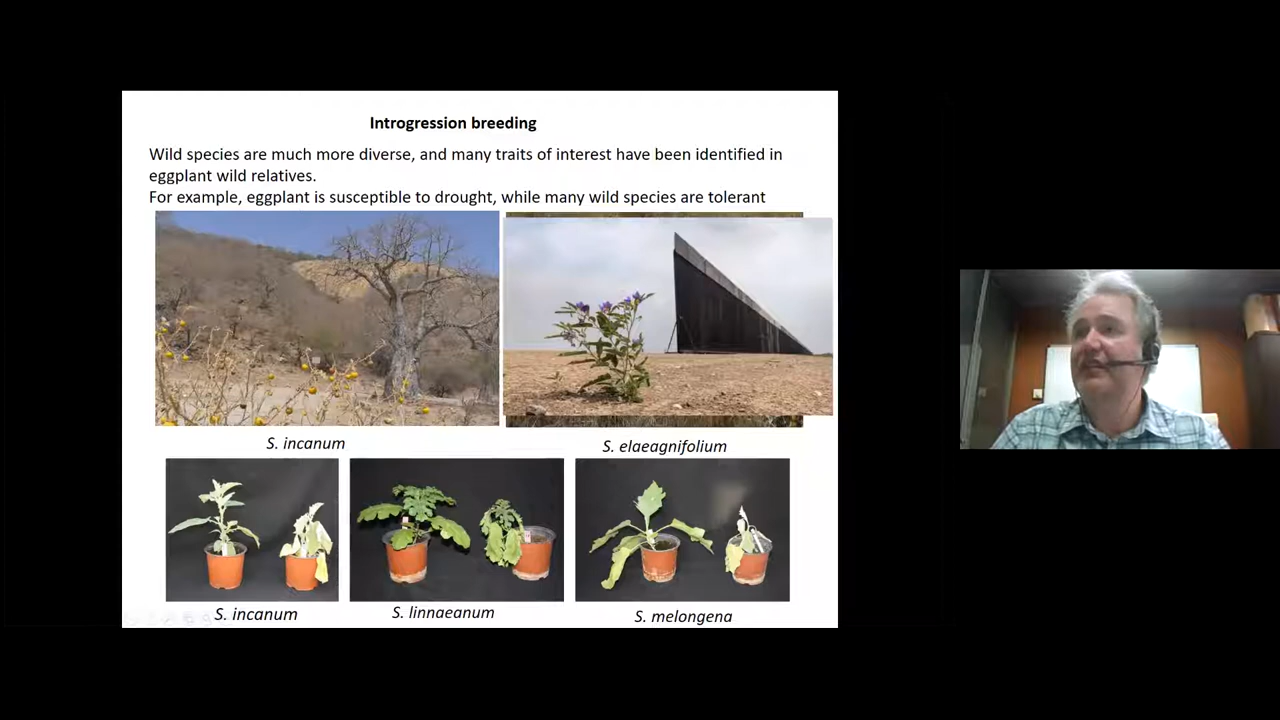 Introgression breeding
Wild species are much more diverse, and many traits of interest have been identified in
eggplant wild relatives.
For example, eggplant is susceptible to drought, while many wild species are tolerant
S. incanum
S. elaeagnifolium
S. incanum
S. linnaeanum
S. melongena